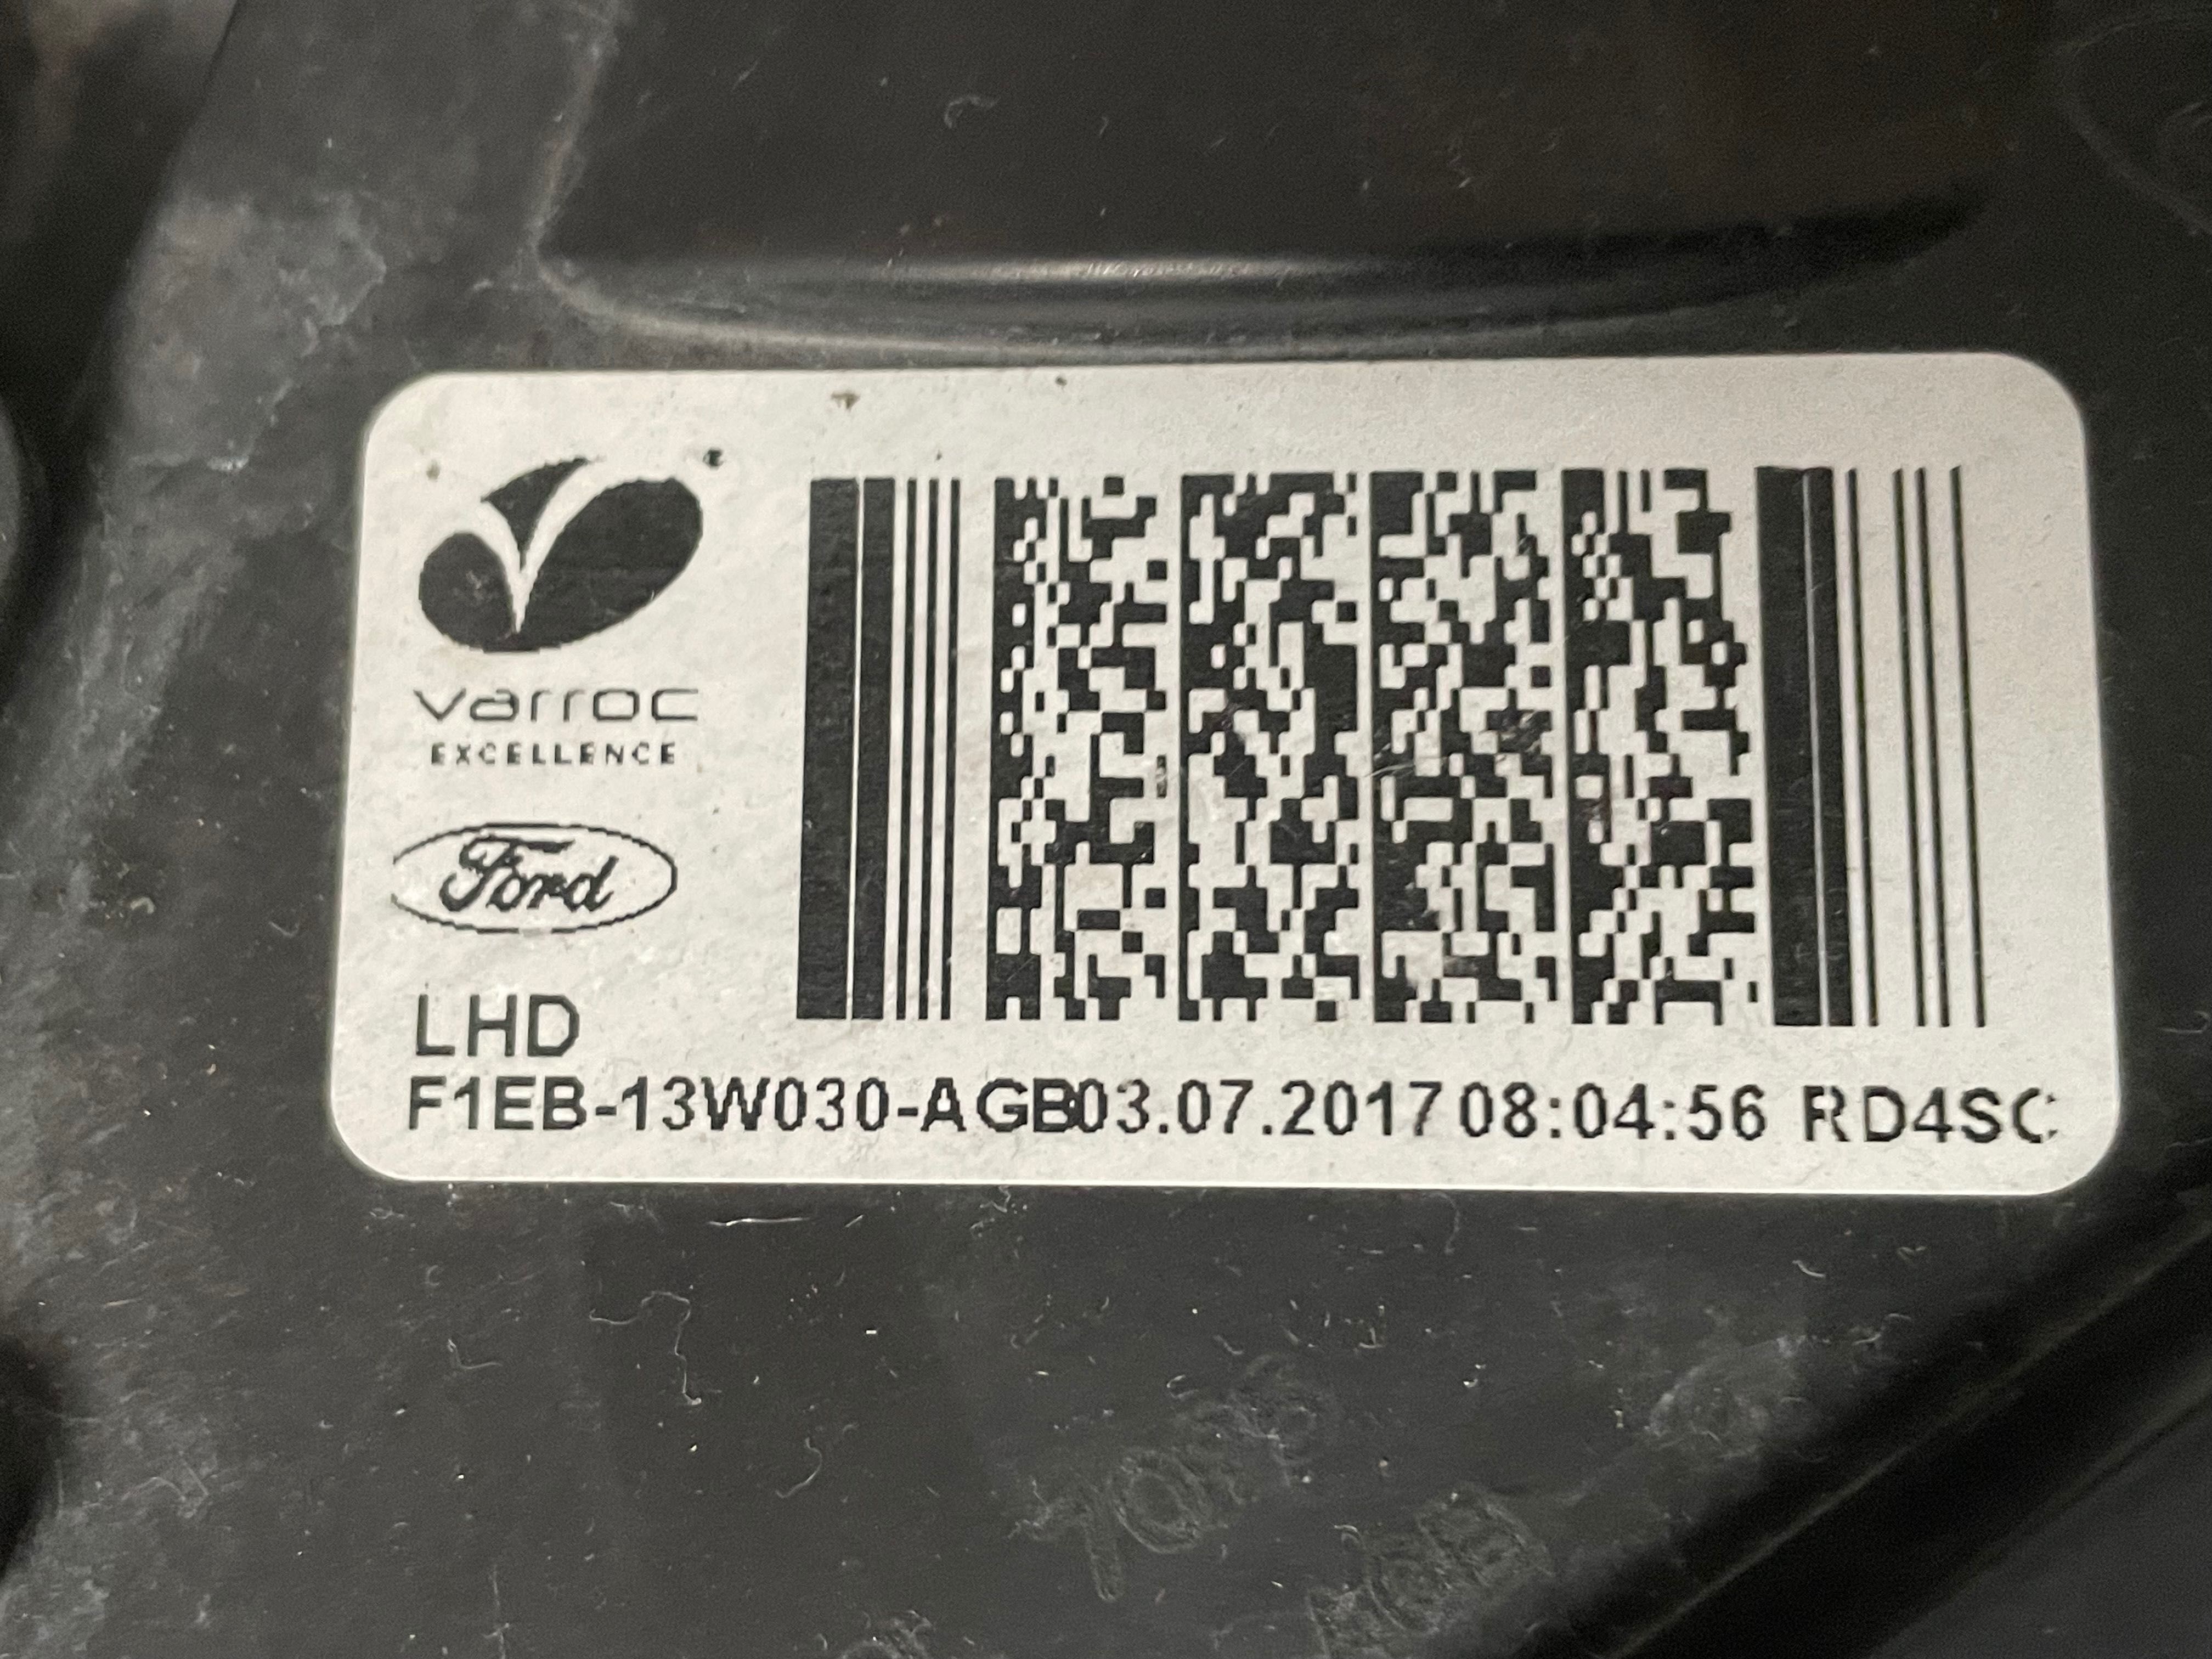 varroc
EXCELLENCE
Ford
LHD
F1EB-13W030-AGB03.07.2017 08:04:56 RD4SC